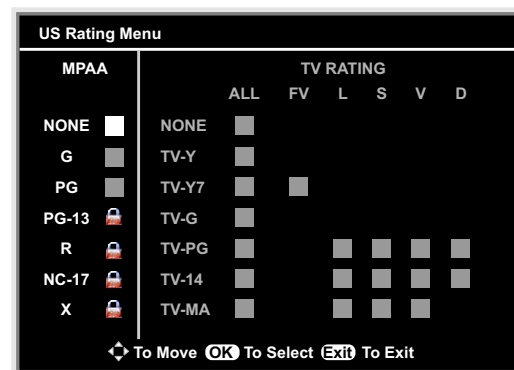 US Rating Menu
MPAA TV RATING
ALL FV L S V D
NONE NONE
G TV-Y
PG TV-Y7
PG-13 TV-G
R TV-PG
NC-17 TV-14
X TV-MA
To Move OK To Select Exit To Exit